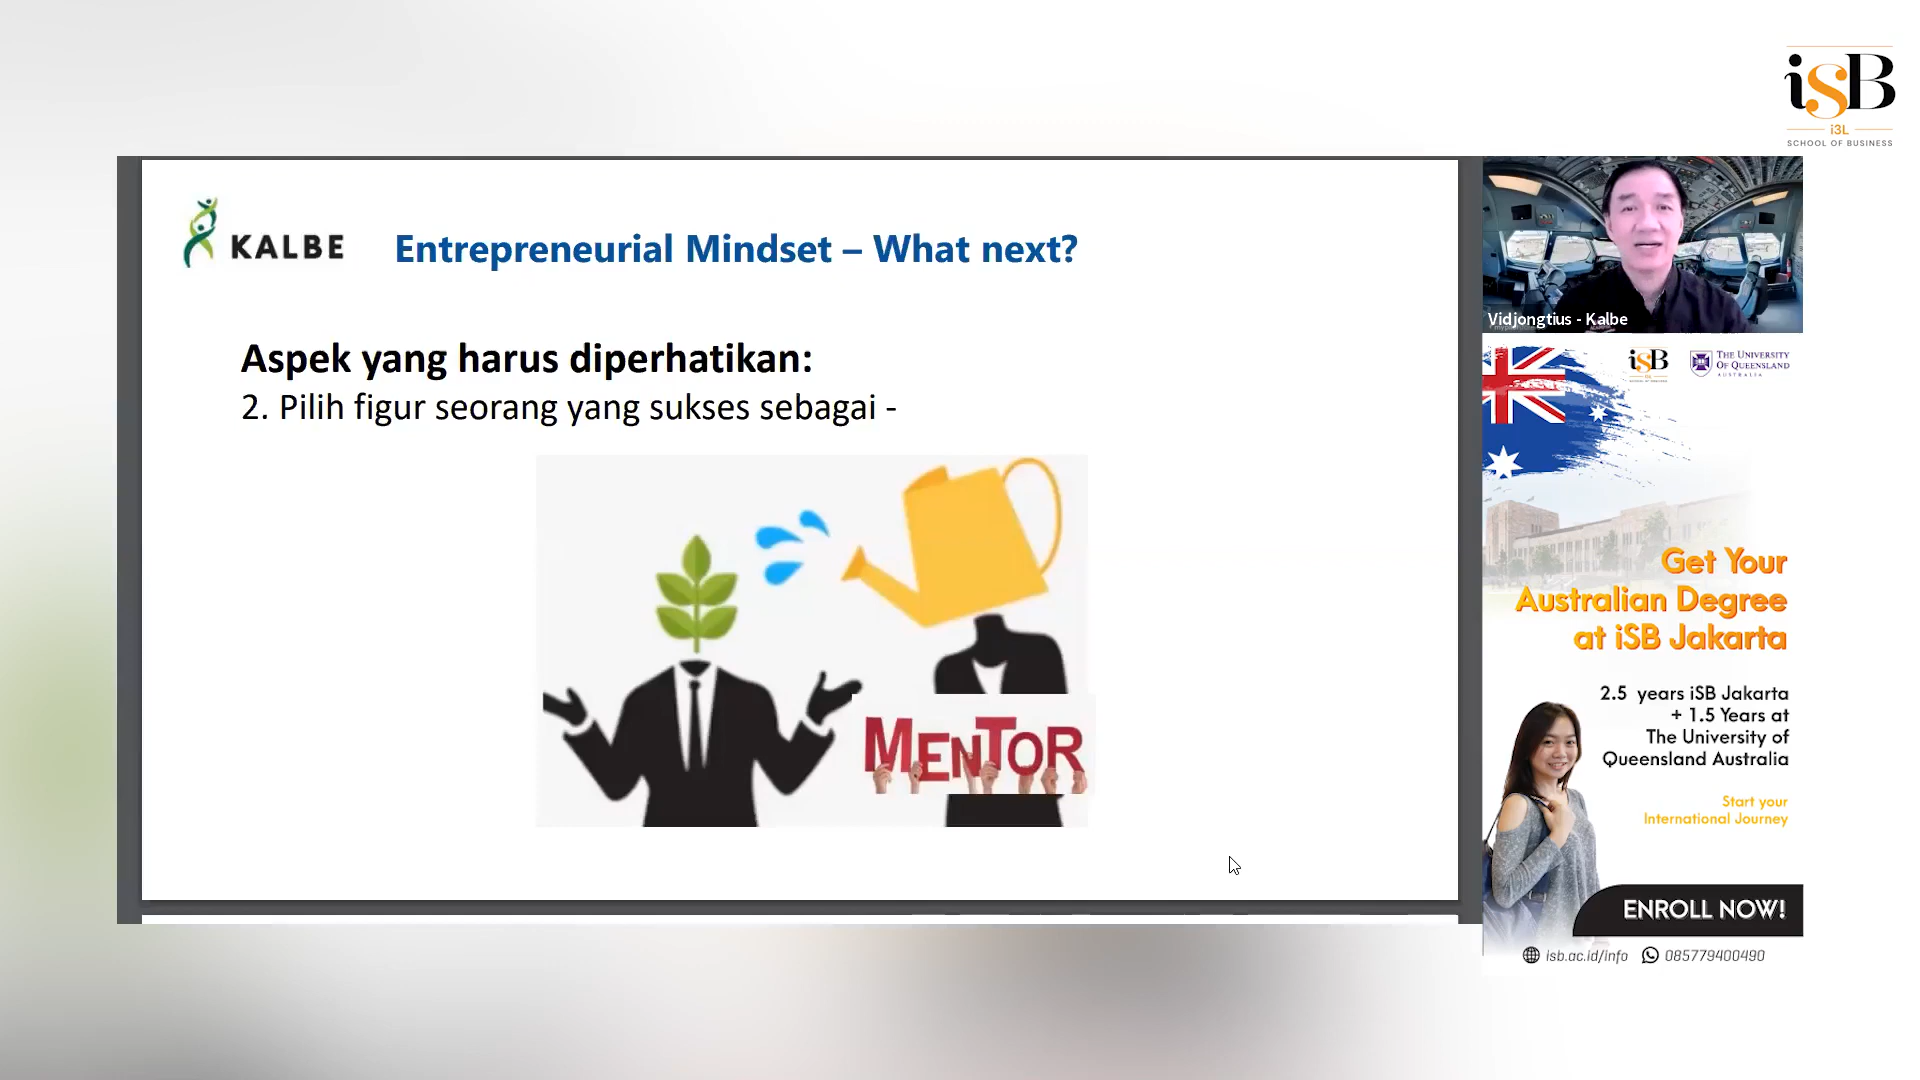 iSB
i3L
SCHOOL OF BUSINESS
KALBE
Entrepreneurial Mindset – What next?
Aspek yang harus diperhatikan:
2. Pilih figur seorang yang sukses sebagai -
MENTOR
Vidjongtius - Kalbe
iSB
THE UNIVERSITY
OF QUEENSLAND
AUSTRALIA
Get Your
Australian Degree
at iSB Jakarta
2.5 years iSB Jakarta
+ 1.5 Years at
The University of
Queensland Australia
Start your
International Journey
ENROLL NOW!
isb.ac.id/info 085779400490